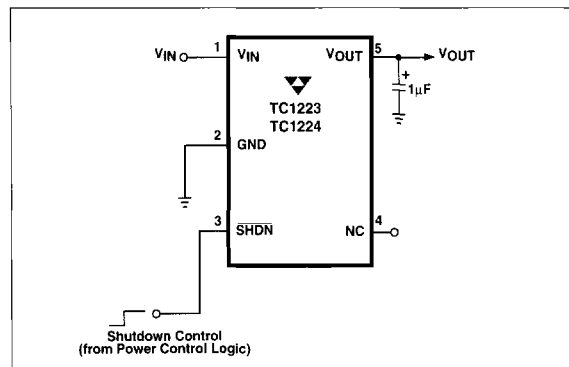 VIN 1 VIN VOUT 5 VOUT
+
1µF
TC1223
TC1224
2 GND
3 SHDN NC 4
Shutdown Control
(from Power Control Logic)